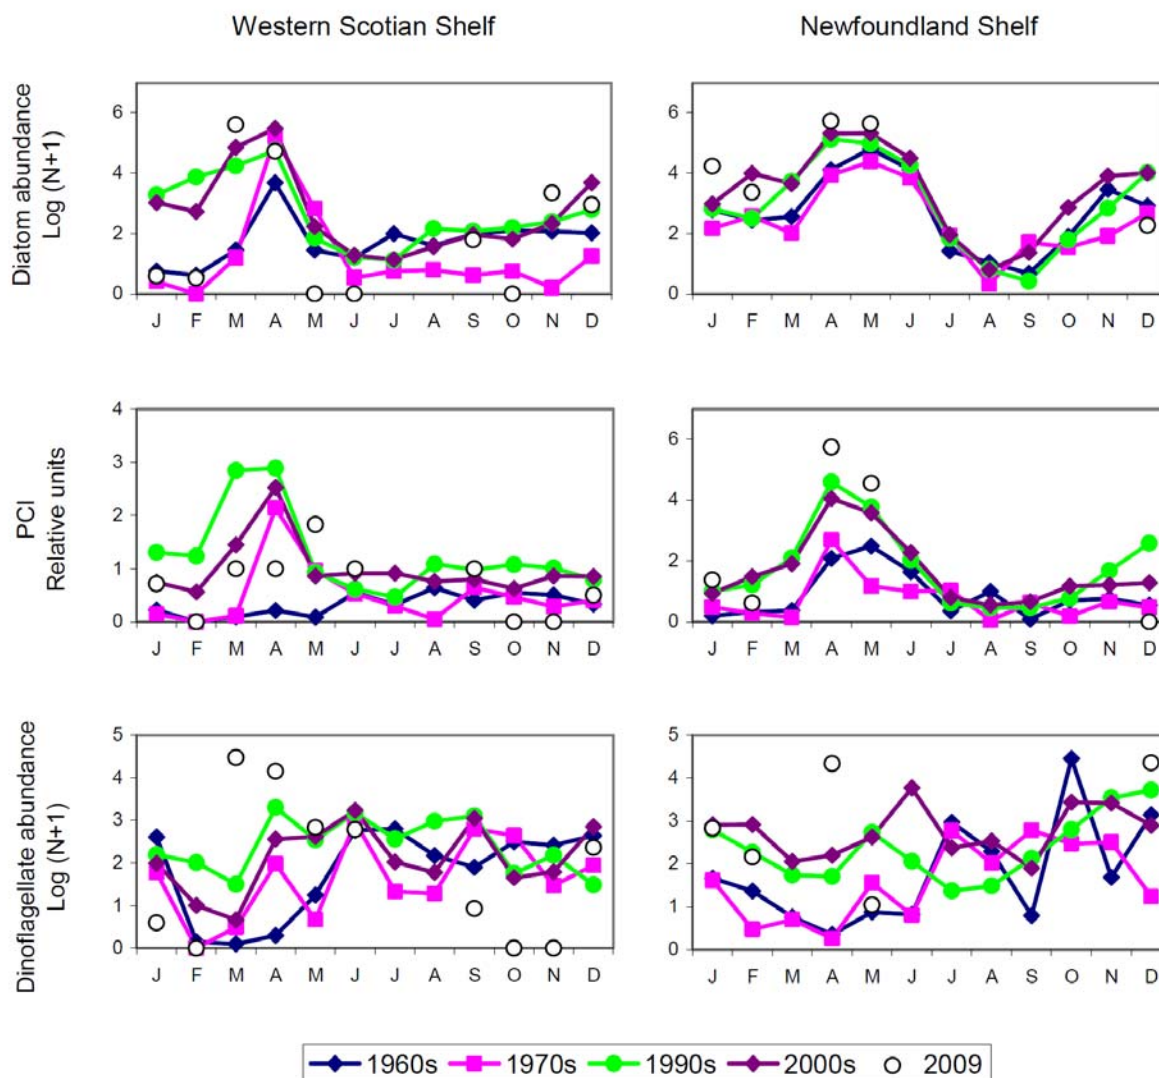 Western Scotian Shelf
Newfoundland Shelf
Diatom abundance
Log (N+1)
6
4
2
0
J F M A M J J A S O N D
6
4
2
0
J F M A M J J A S O N D
PCI
Relative units
4
3
2
1
0
J F M A M J J A S O N D
6
4
2
0
J F M A M J J A S O N D
Dinoflagellate abundance
Log (N+1)
5
4
3
2
1
0
J F M A M J J A S O N D
5
4
3
2
1
0
J F M A M J J A S O N D
1960s 1970s 1990s 2000s 2009